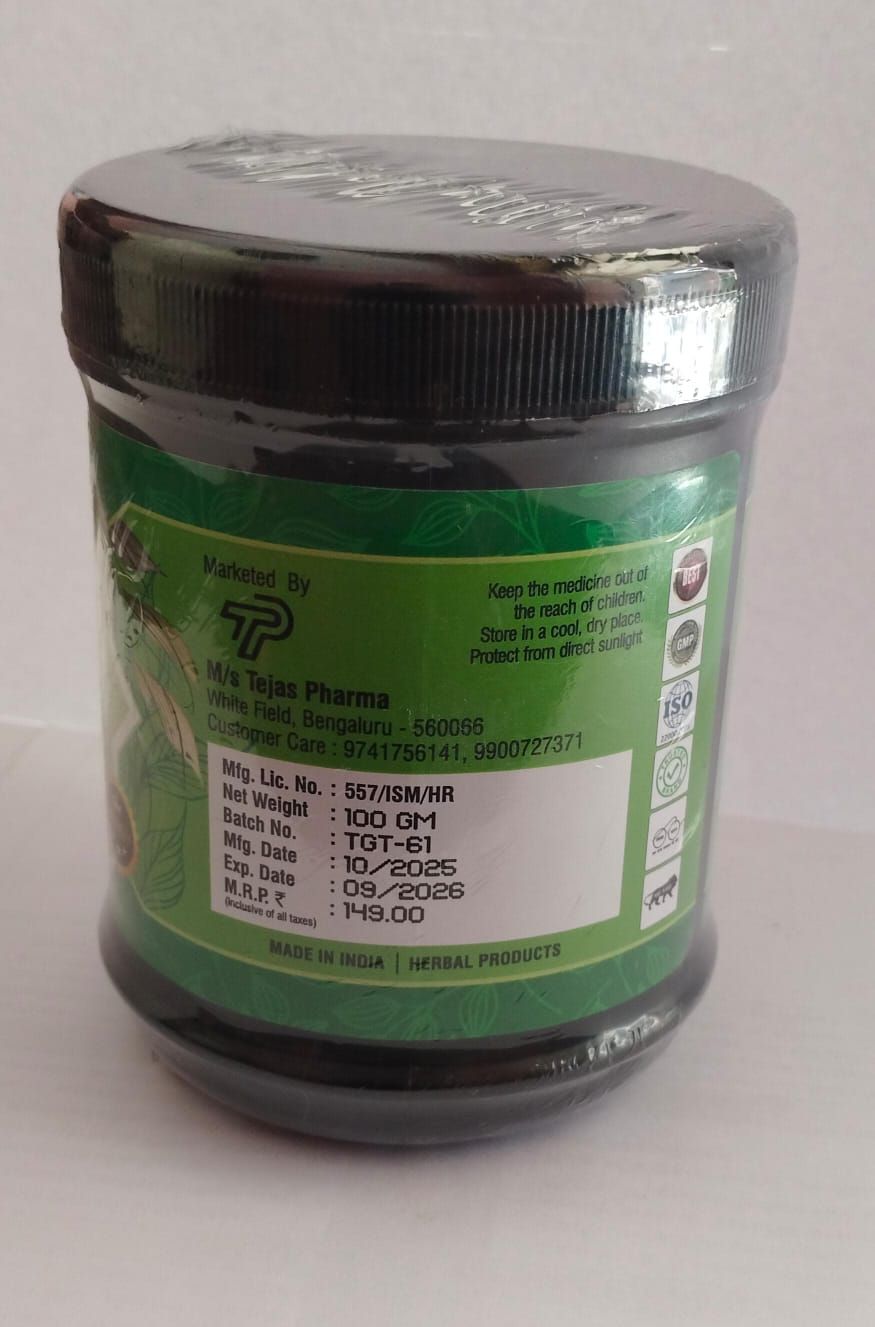 Marketed By
M/s Tejas Pharma
White Field, Bengaluru - 560066
Customer Care : 9741756141, 9900727371
Keep the medicine out of
the reach of children.
Store in a cool, dry place.
Protect from direct sunlight
Mfg. Lic. No. : 557/ISM/HR
Net Weight : 100 GM
Batch No. : TGT-61
Mfg. Date : 10/2025
Exp. Date : 09/2026
M.R.P. ₹ : 149.00
(inclusive of all taxes)
MADE IN INDIA | HERBAL PRODUCTS
BEST
GMP
ISO